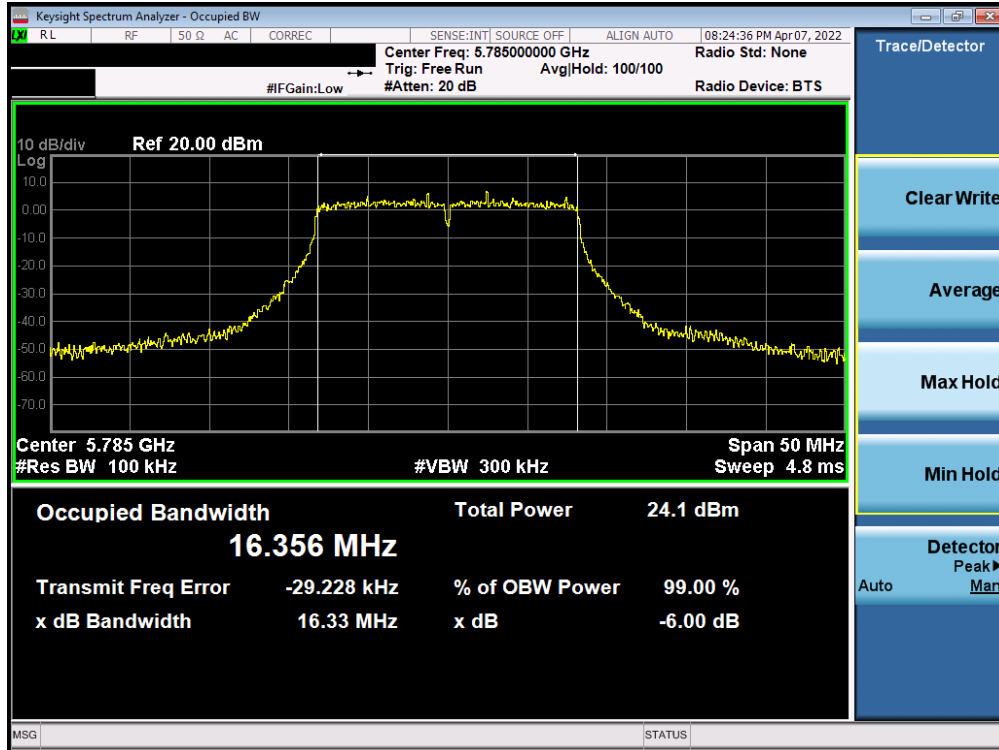 Keysight Spectrum Analyzer - Occupied BW
LXI RL RF 50 Ω AC CORREC SENSE:INT SOURCE OFF ALIGN AUTO 08:24:36 PM Apr 07, 2022
Center Freq: 5.785000000 GHz Radio Std: None
Trig: Free Run Avg|Hold: 100/100
#IFGain:Low #Atten: 20 dB Radio Device: BTS
Trace/Detector
10 dB/div Ref 20.00 dBm
Log
10.0
0.00
-10.0
-20.0
-30.0
-40.0
-50.0
-60.0
-70.0
Center 5.785 GHz Span 50 MHz
#Res BW 100 kHz #VBW 300 kHz Sweep 4.8 ms
Occupied Bandwidth Total Power 24.1 dBm
16.356 MHz
Transmit Freq Error -29.228 kHz % of OBW Power 99.00 %
x dB Bandwidth 16.33 MHz x dB -6.00 dB
Clear Write
Average
Max Hold
Min Hold
Detector
Peak
Auto Man
MSG STATUS